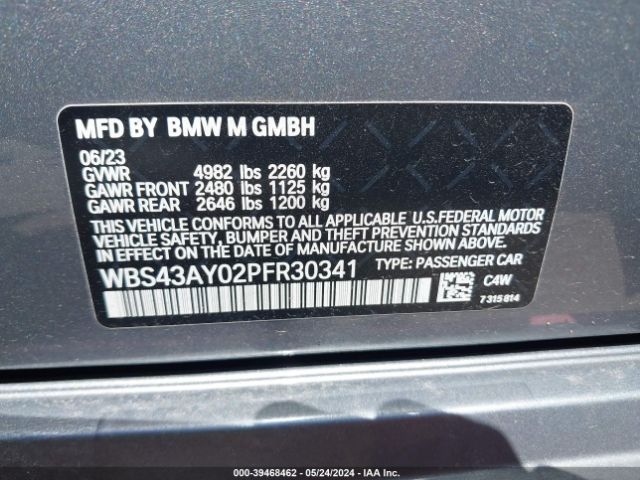 MFD BY BMW M GMBH
06/23
GVWR 4982 lbs 2260 kg
GAWR FRONT 2480 lbs 1125 kg
GAWR REAR 2646 lbs 1200 kg
THIS VEHICLE CONFORMS TO ALL APPLICABLE U.S.FEDERAL MOTOR
VEHICLE SAFETY, BUMPER, AND THEFT PREVENTION STANDARDS
IN EFFECT ON THE DATE OF MANUFACTURE SHOWN ABOVE.
WBS43AY02PFR30341 TYPE: PASSENGER CAR
C4W
7315814
000-39468462 - 05/24/2024 - IAA Inc.